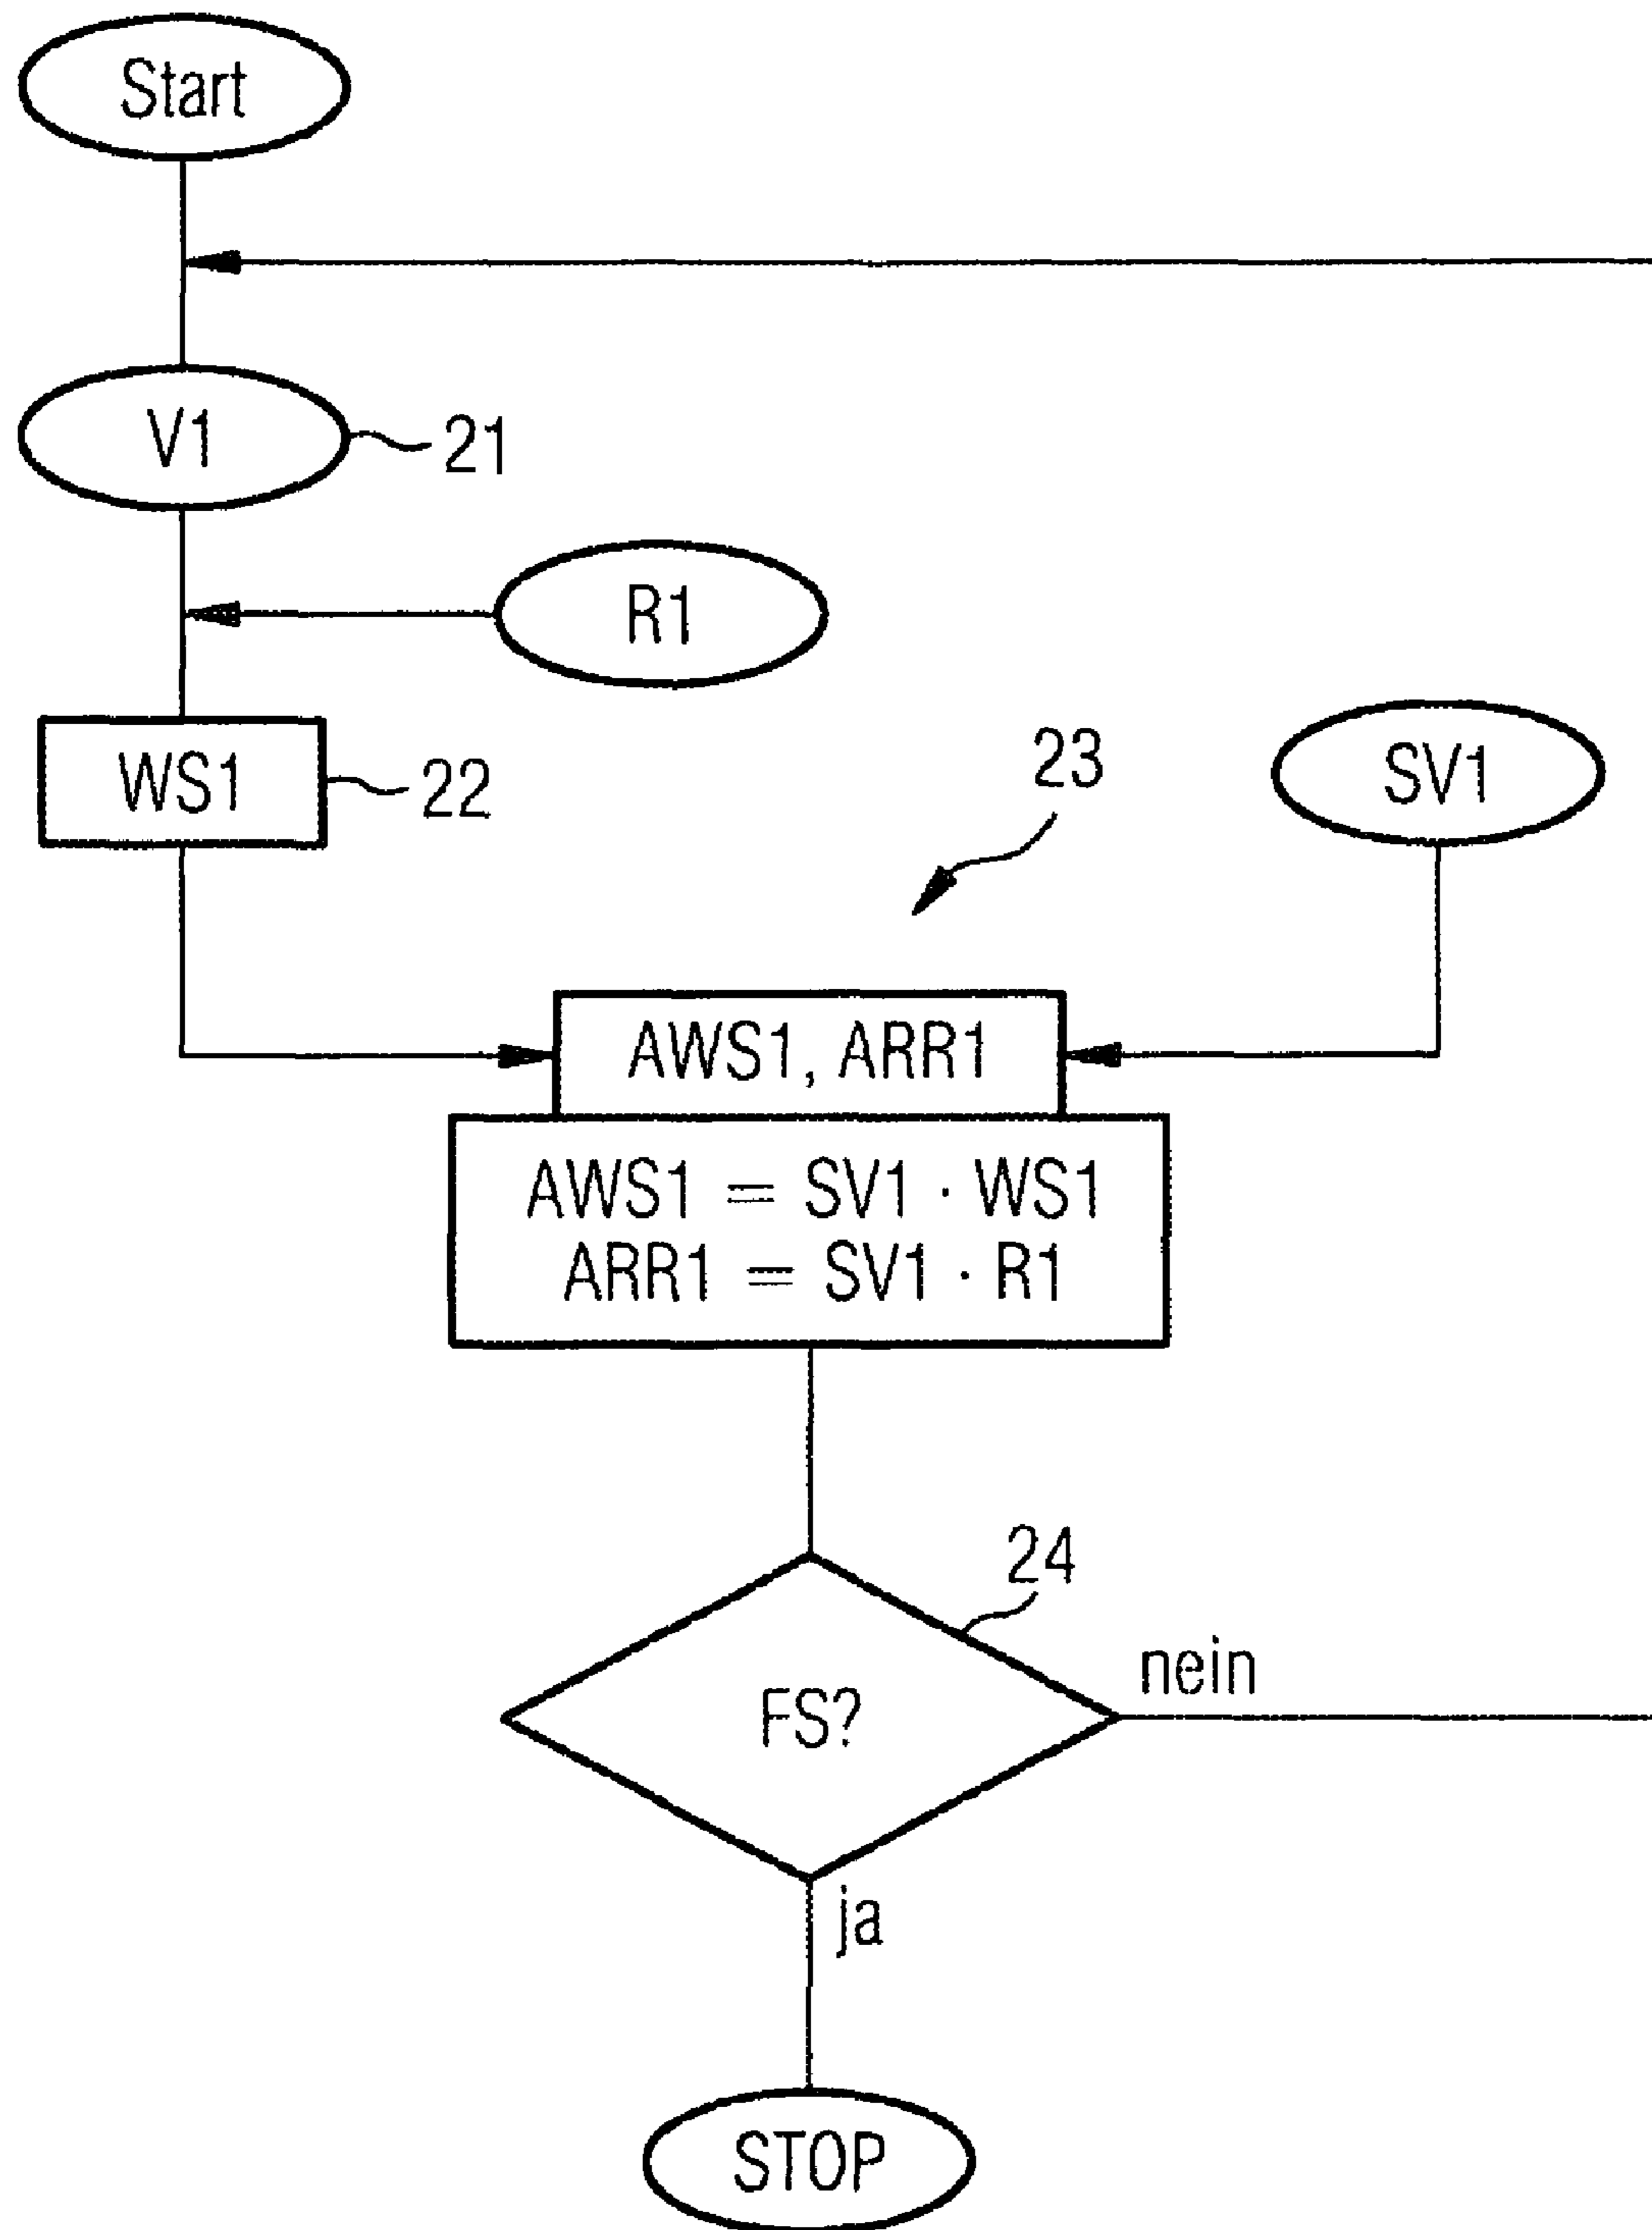 Start
V1
21
R1
WS1
22
23
SV1
AWS1, ARR1
AWS1 = SV1 · WS1
ARR1 = SV1 · R1
24
nein
FS?
ja
STOP